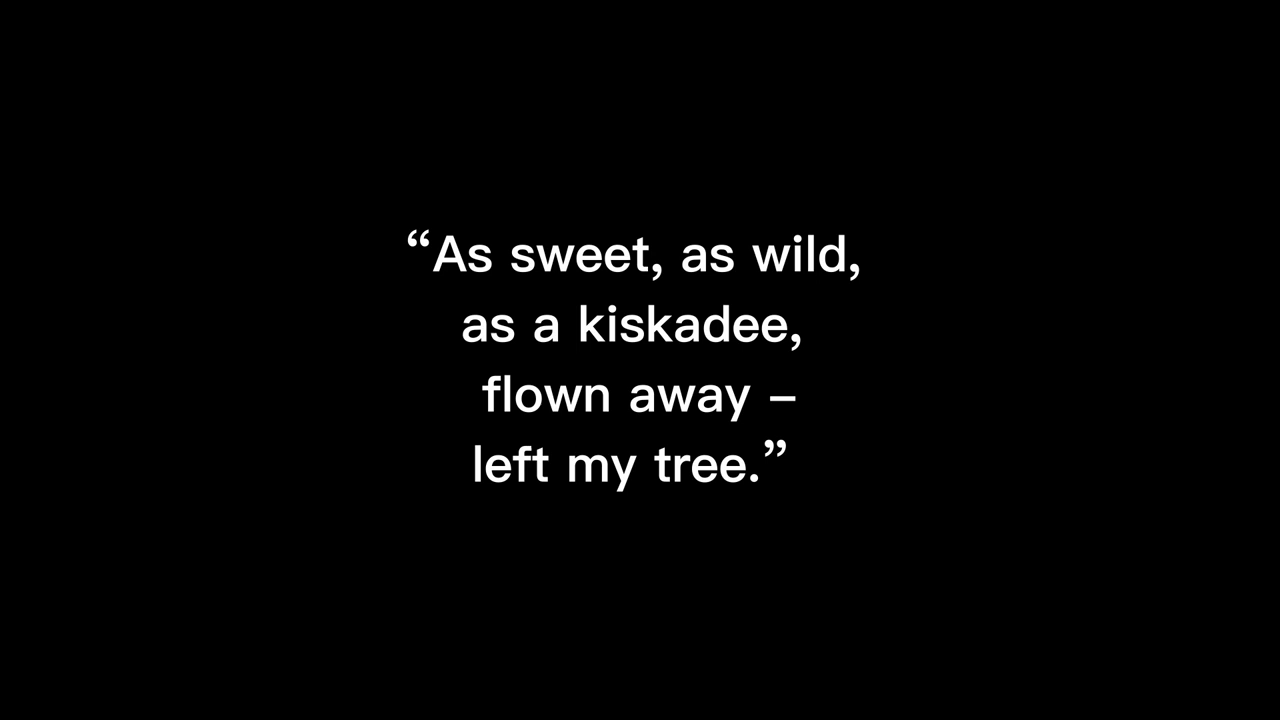 “As sweet, as wild,
as a kiskadee,
flown away –
left my tree.”